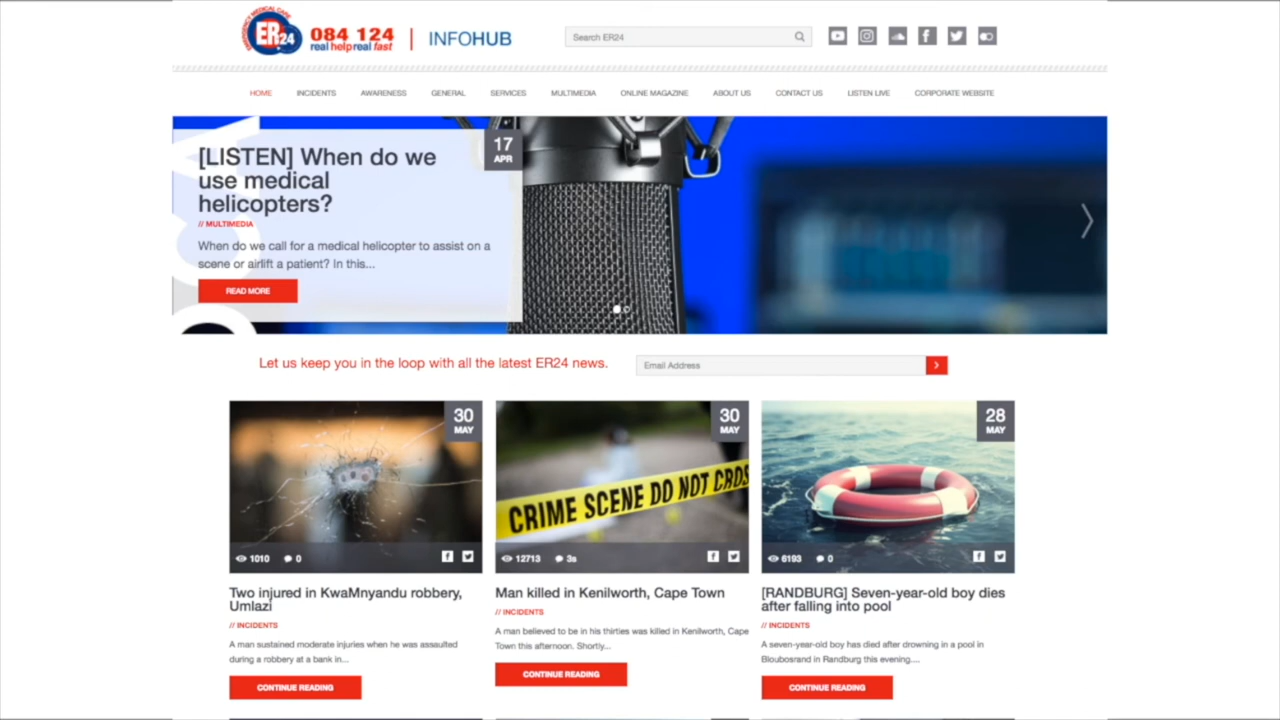 EMERGENCY MEDICAL CARE
ER24
084 124
real help real fast
INFOHUB
Search ER24
HOME INCIDENTS AWARENESS GENERAL SERVICES MULTIMEDIA ONLINE MAGAZINE ABOUT US CONTACT US LISTEN LIVE CORPORATE WEBSITE
17
APR
[LISTEN] When do we
use medical
helicopters?
// MULTIMEDIA
When do we call for a medical helicopter to assist on a
scene or airlift a patient? In this...
READ MORE
Let us keep you in the loop with all the latest ER24 news.
Email Address
30
MAY
1010 0
Two injured in KwaMnyandu robbery,
Umlazi
// INCIDENTS
A man sustained moderate injuries when he was assaulted
during a robbery at a bank in...
CONTINUE READING
30
MAY
CRIME SCENE DO NOT CROS
12713 3s
Man killed in Kenilworth, Cape Town
// INCIDENTS
A man believed to be in his thirties was killed in Kenilworth, Cape
Town this afternoon. Shortly...
CONTINUE READING
28
MAY
6193 0
[RANDBURG] Seven-year-old boy dies
after falling into pool
// INCIDENTS
A seven-year-old boy has died after drowning in a pool in
Bloubosrand in Randburg this evening....
CONTINUE READING